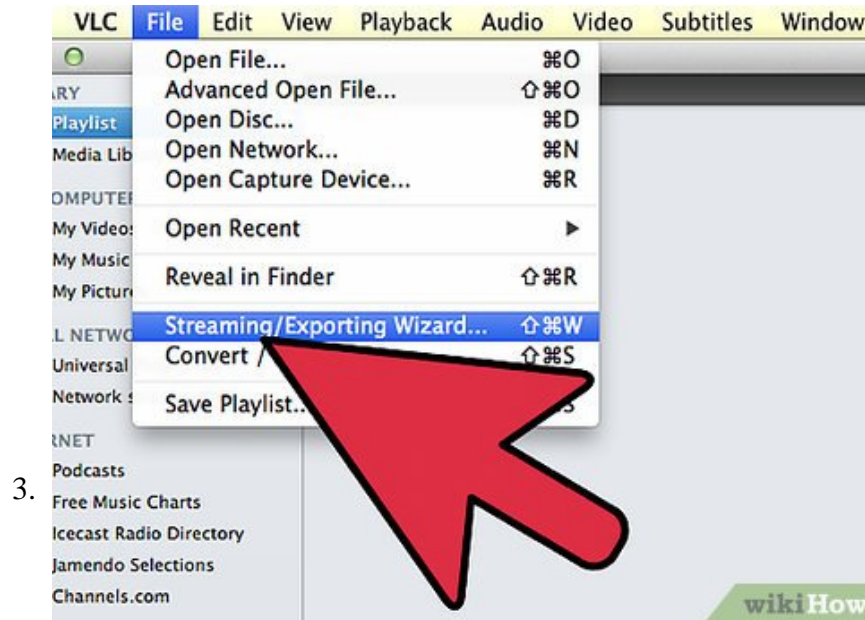 VLC File Edit View Playback Audio Video Subtitles Window
Open File... ⌘O
Advanced Open File... ⇧⌘O
Open Disc... ⌘D
Open Network... ⌘N
Open Capture Device... ⌘R
Open Recent ▶
Reveal in Finder ⇧⌘R
Streaming/Exporting Wizard... ⇧⌘W
Convert / ⇧⌘S
Save Playlist.. S
RARY
Playlist
Media Lib
OMPUTER
My Videos
My Music
My Picture
L NETWO
Universal
Network s
RNET
Podcasts
Free Music Charts
Icecast Radio Directory
Jamendo Selections
Channels.com
3.
wikiHow